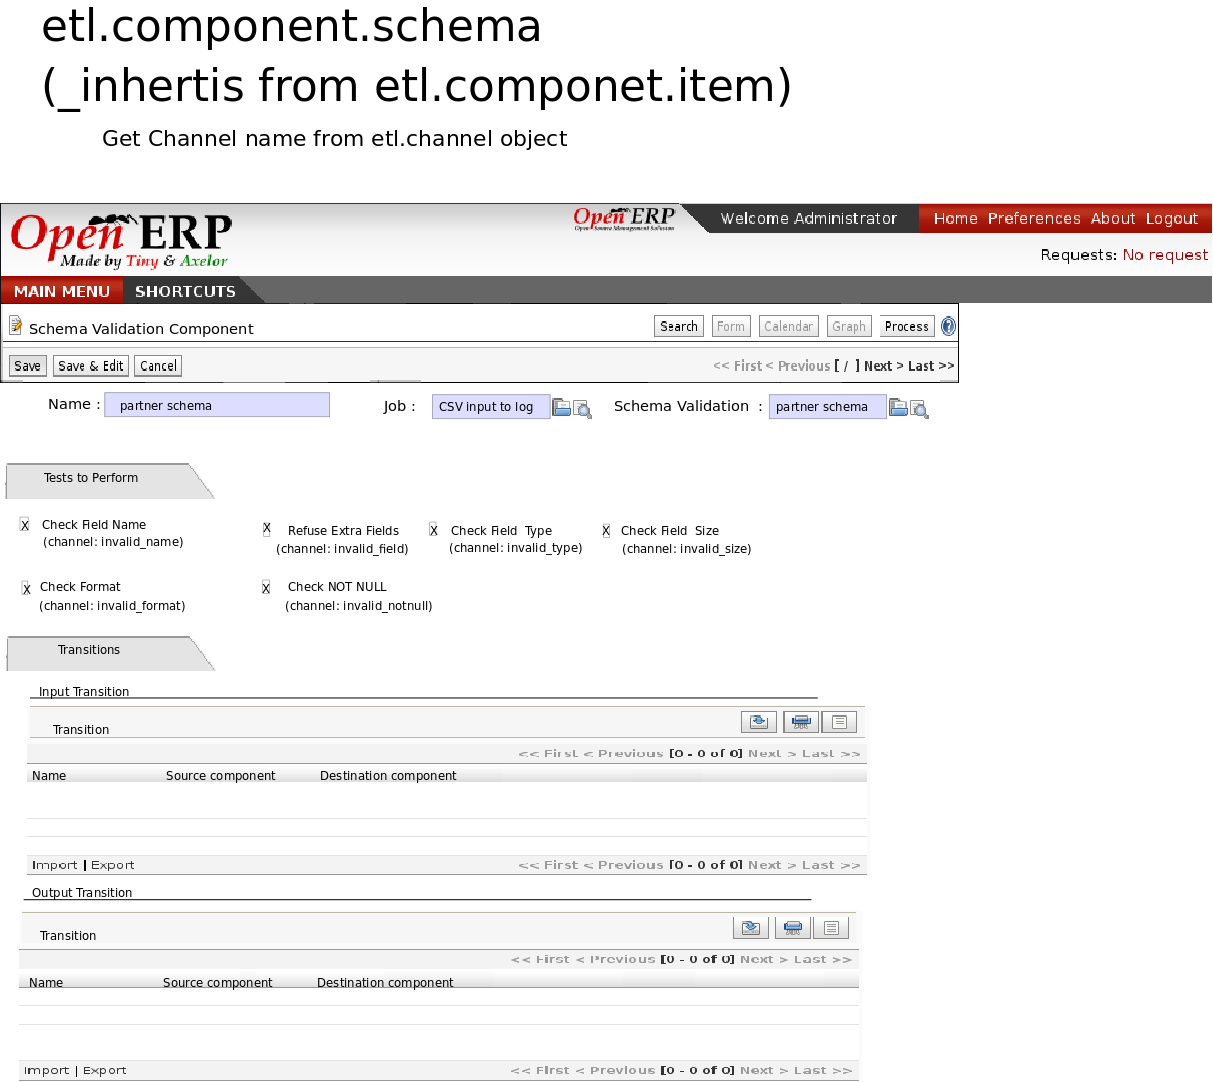 etl.component.schema
(_inhertis from etl.componet.item)
Get Channel name from etl.channel object
Open ERP
Made by Tiny & Axelor
Open ERP
Welcome Administrator
Home Preferences About Logout
Requests: No request
MAIN MENU SHORTCUTS
Schema Validation Component
Search Form Calendar Graph Process ?
Save Save & Edit Cancel
<< First < Previous [ / ] Next > Last >>
Name : partner schema Job : CSV input to log Schema Validation : partner schema
Tests to Perform
X Check Field Name X Refuse Extra Fields X Check Field Type X Check Field Size
(channel: invalid_name) (channel: invalid_field) (channel: invalid_type) (channel: invalid_size)
X Check Format X Check NOT NULL
(channel: invalid_format) (channel: invalid_notnull)
Transitions
Input Transition
Transition
<< First < Previous [0 - 0 of 0] Next > Last >>
Name Source component Destination component
Import | Export << First < Previous [0 - 0 of 0] Next > Last >>
Output Transition
Transition
<< First < Previous [0 - 0 of 0] Next > Last >>
Name Source component Destination component
Import | Export << First < Previous [0 - 0 of 0] Next > Last >>